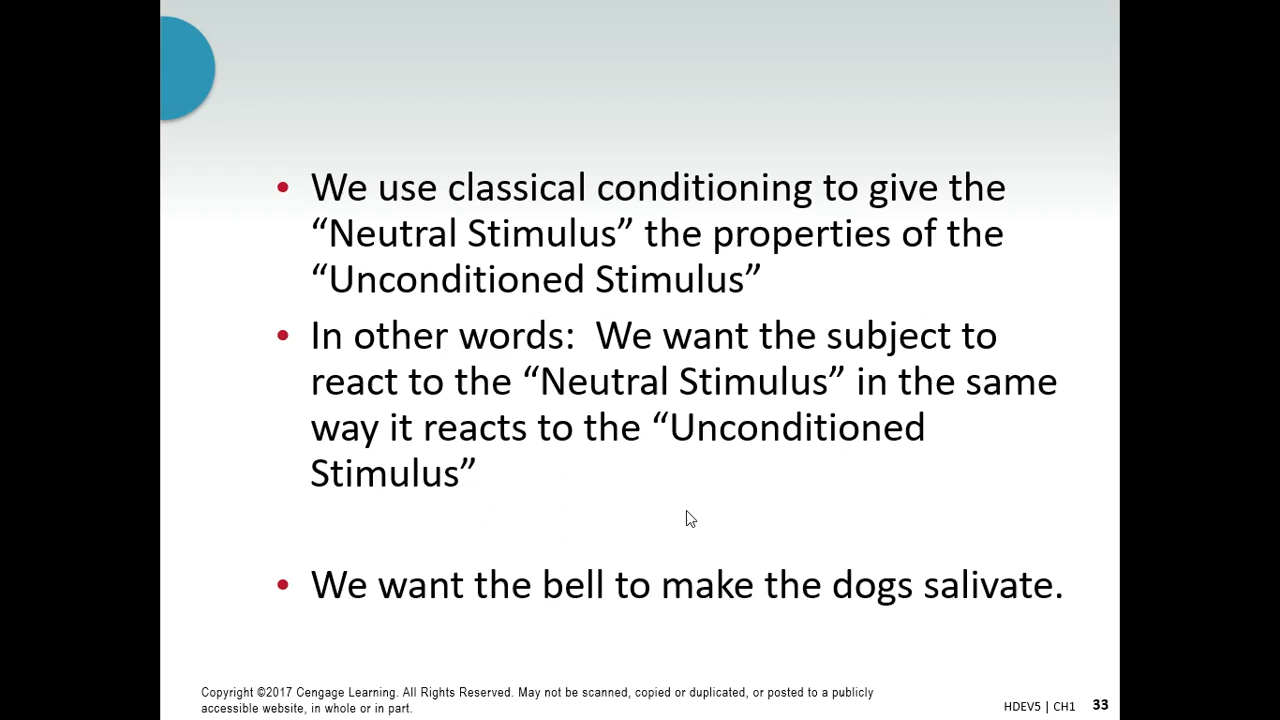 • We use classical conditioning to give the
“Neutral Stimulus” the properties of the
“Unconditioned Stimulus”
• In other words:  We want the subject to
react to the “Neutral Stimulus” in the same
way it reacts to the “Unconditioned
Stimulus”
• We want the bell to make the dogs salivate.
Copyright ©2017 Cengage Learning. All Rights Reserved. May not be scanned, copied or duplicated, or posted to a publicly
accessible website, in whole or in part.
HDEV5 | CH1 33